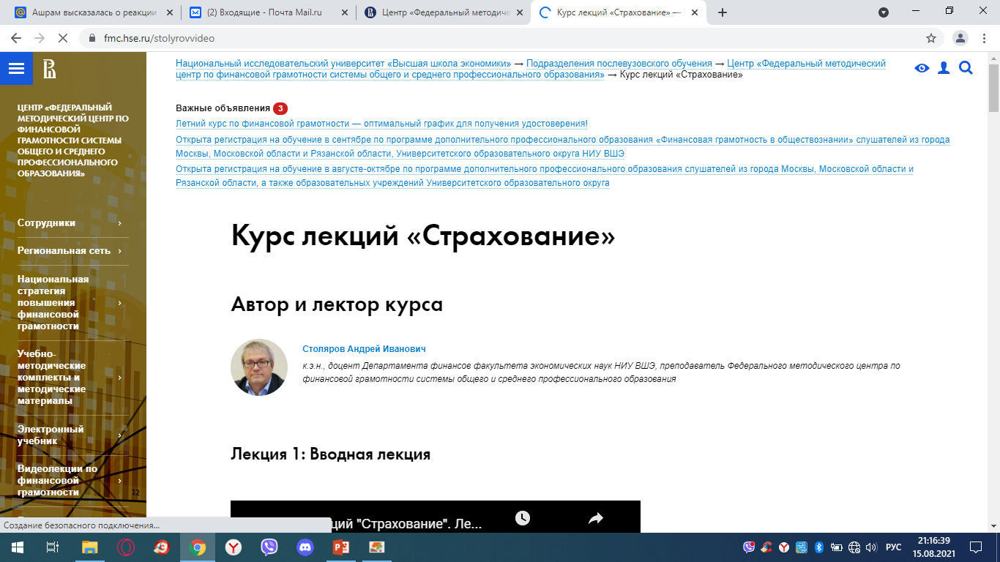 Ашрам высказалась о реакции
(2) Входящие - Почта Mail.ru
Центр «Федеральный методиче
Курс лекций «Страхование» —
fmc.hse.ru/stolyrovvideo
Национальный исследовательский университет «Высшая школа экономики» → Подразделения послевузовского обучения → Центр «Федеральный методический
центр по финансовой грамотности системы общего и среднего профессионального образования» → Курс лекций «Страхование»
ЦЕНТР «ФЕДЕРАЛЬНЫЙ
МЕТОДИЧЕСКИЙ ЦЕНТР ПО
ФИНАНСОВОЙ
ГРАМОТНОСТИ СИСТЕМЫ
ОБЩЕГО И СРЕДНЕГО
ПРОФЕССИОНАЛЬНОГО
ОБРАЗОВАНИЯ»
Сотрудники
Региональная сеть
Национальная
стратегия
повышения
финансовой
грамотности
Учебно-
методические
комплекты и
методические
материалы
Электронный
учебник
Видеолекции по
финансовой
грамотности
12
Важные объявления 3
Летний курс по финансовой грамотности — оптимальный график для получения удостоверения!
Открыта регистрация на обучение в сентябре по программе дополнительного профессионального образования «Финансовая грамотность в обществознании» слушателей из города
Москвы, Московской области и Рязанской области, Университетского образовательного округа НИУ ВШЭ
Открыта регистрация на обучение в августе-октябре по программе дополнительного профессионального образования слушателей из города Москвы, Московской области и
Рязанской области, а также образовательных учреждений Университетского образовательного округа
Курс лекций «Страхование»
Автор и лектор курса
Столяров Андрей Иванович
к.э.н., доцент Департамента финансов факультета экономических наук НИУ ВШЭ, преподаватель Федерального методического центра по
финансовой грамотности системы общего и среднего профессионального образования
Лекция 1: Вводная лекция
ций "Страхование". Ле...
Создание безопасного подключения...
РУС
21:16:39
15.08.2021